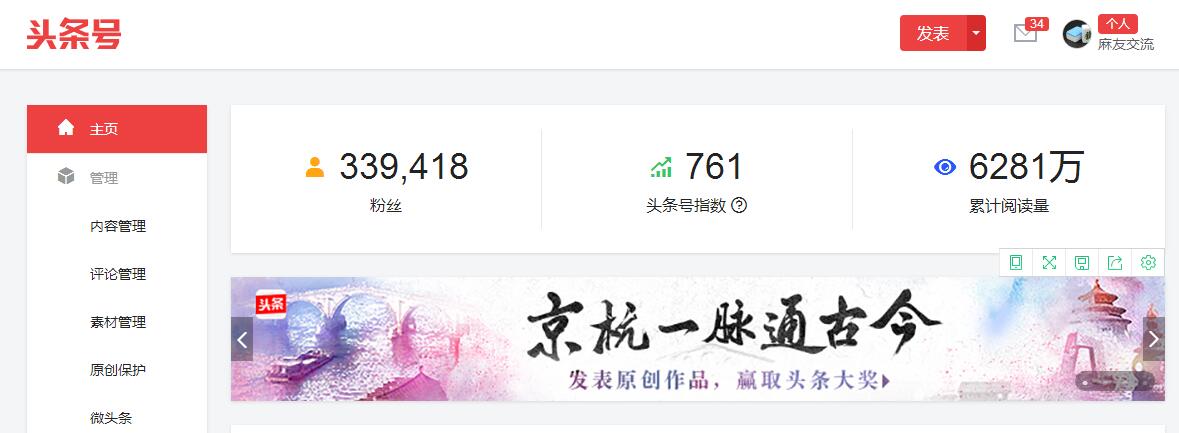 头条号
发表
34
个人
麻友交流
主页
管理
内容管理
评论管理
素材管理
原创保护
微头条
339,418
粉丝
761
头条号指数
6281万
累计阅读量
头条
京杭一脉通古今
发表原创作品，赢取头条大奖